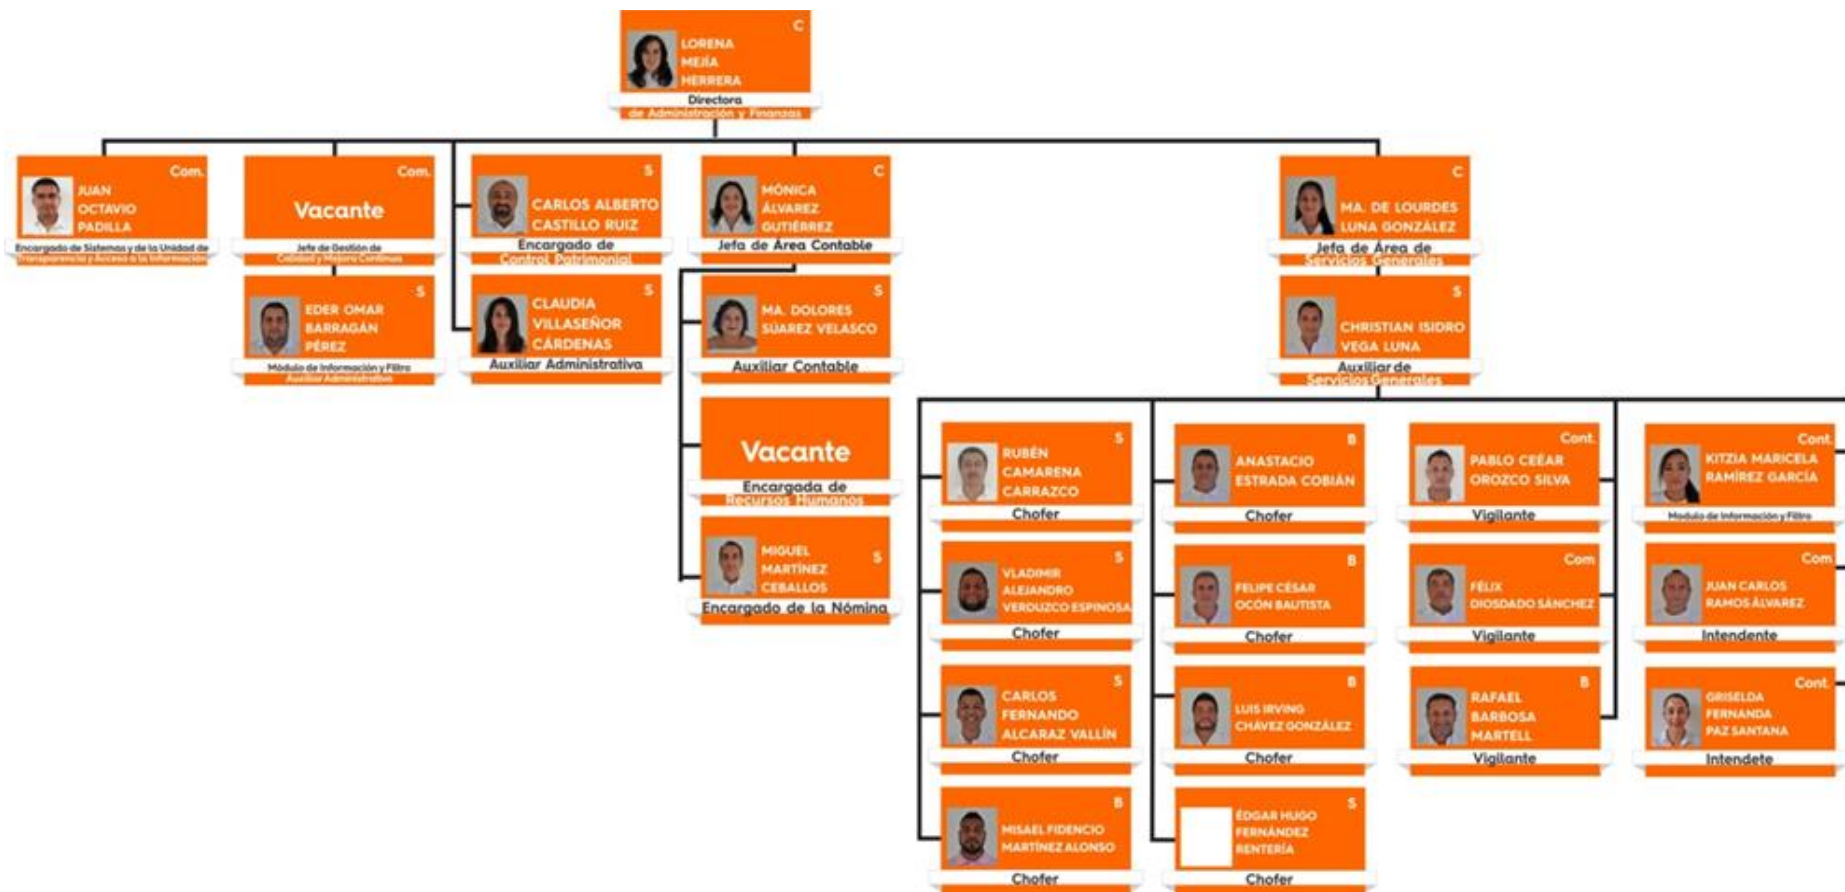 C
LORENA
MEJÍA
HERRERA
Directora
de Administración y Finanzas
Com.
JUAN
OCTAVIO
PADILLA
Encargado de Sistemas y de la Unidad de
Transparencia y Acceso a la Información
Com.
Vacante
Jefe de Gestión de
Calidad y Mejora Continua
S
EDER OMAR
BARRAGÁN
PÉREZ
Módulo de Información y Filtro
Auxiliar Administrativo
S
CARLOS ALBERTO
CASTILLO RUIZ
Encargado de
Control Patrimonial
S
CLAUDIA
VILLASEÑOR
CÁRDENAS
Auxiliar Administrativa
C
MÓNICA
ÁLVAREZ
GUTIÉRREZ
Jefa de Área Contable
S
MA. DOLORES
SÚAREZ VELASCO
Auxiliar Contable
Vacante
Encargada de
Recursos Humanos
S
MIGUEL
MARTÍNEZ
CEBALLOS
Encargado de la Nómina
C
MA. DE LOURDES
LUNA GONZÁLEZ
Jefa de Área de
Servicios Generales
S
CHRISTIAN ISIDRO
VEGA LUNA
Auxiliar de
Servicios Generales
S
RUBÉN
CAMARENA
CARRAZCO
Chofer
S
VLADIMIR
ALEJANDRO
VERDUZCO ESPINOSA
Chofer
S
CARLOS
FERNANDO
ALCARAZ VALLÍN
Chofer
B
MISAEL FIDENCIO
MARTÍNEZ ALONSO
Chofer
B
ANASTACIO
ESTRADA COBIÁN
Chofer
B
FELIPE CÉSAR
OCÓN BAUTISTA
Chofer
B
LUIS IRVING
CHÁVEZ GONZÁLEZ
Chofer
S
ÉDGAR HUGO
FERNÁNDEZ
RENTERÍA
Chofer
Cont.
PABLO CEÉAR
OROZCO SILVA
Vigilante
Com
FÉLIX
DIOSDADO SÁNCHEZ
Vigilante
B
RAFAEL
BARBOSA
MARTELL
Vigilante
Cont.
KITZIA MARICELA
RAMÍREZ GARCÍA
Modulo de Información y Filtro
Com
JUAN CARLOS
RAMOS ÁLVAREZ
Intendente
Cont.
GRISELDA
FERNANDA
PAZ SANTANA
Intendete